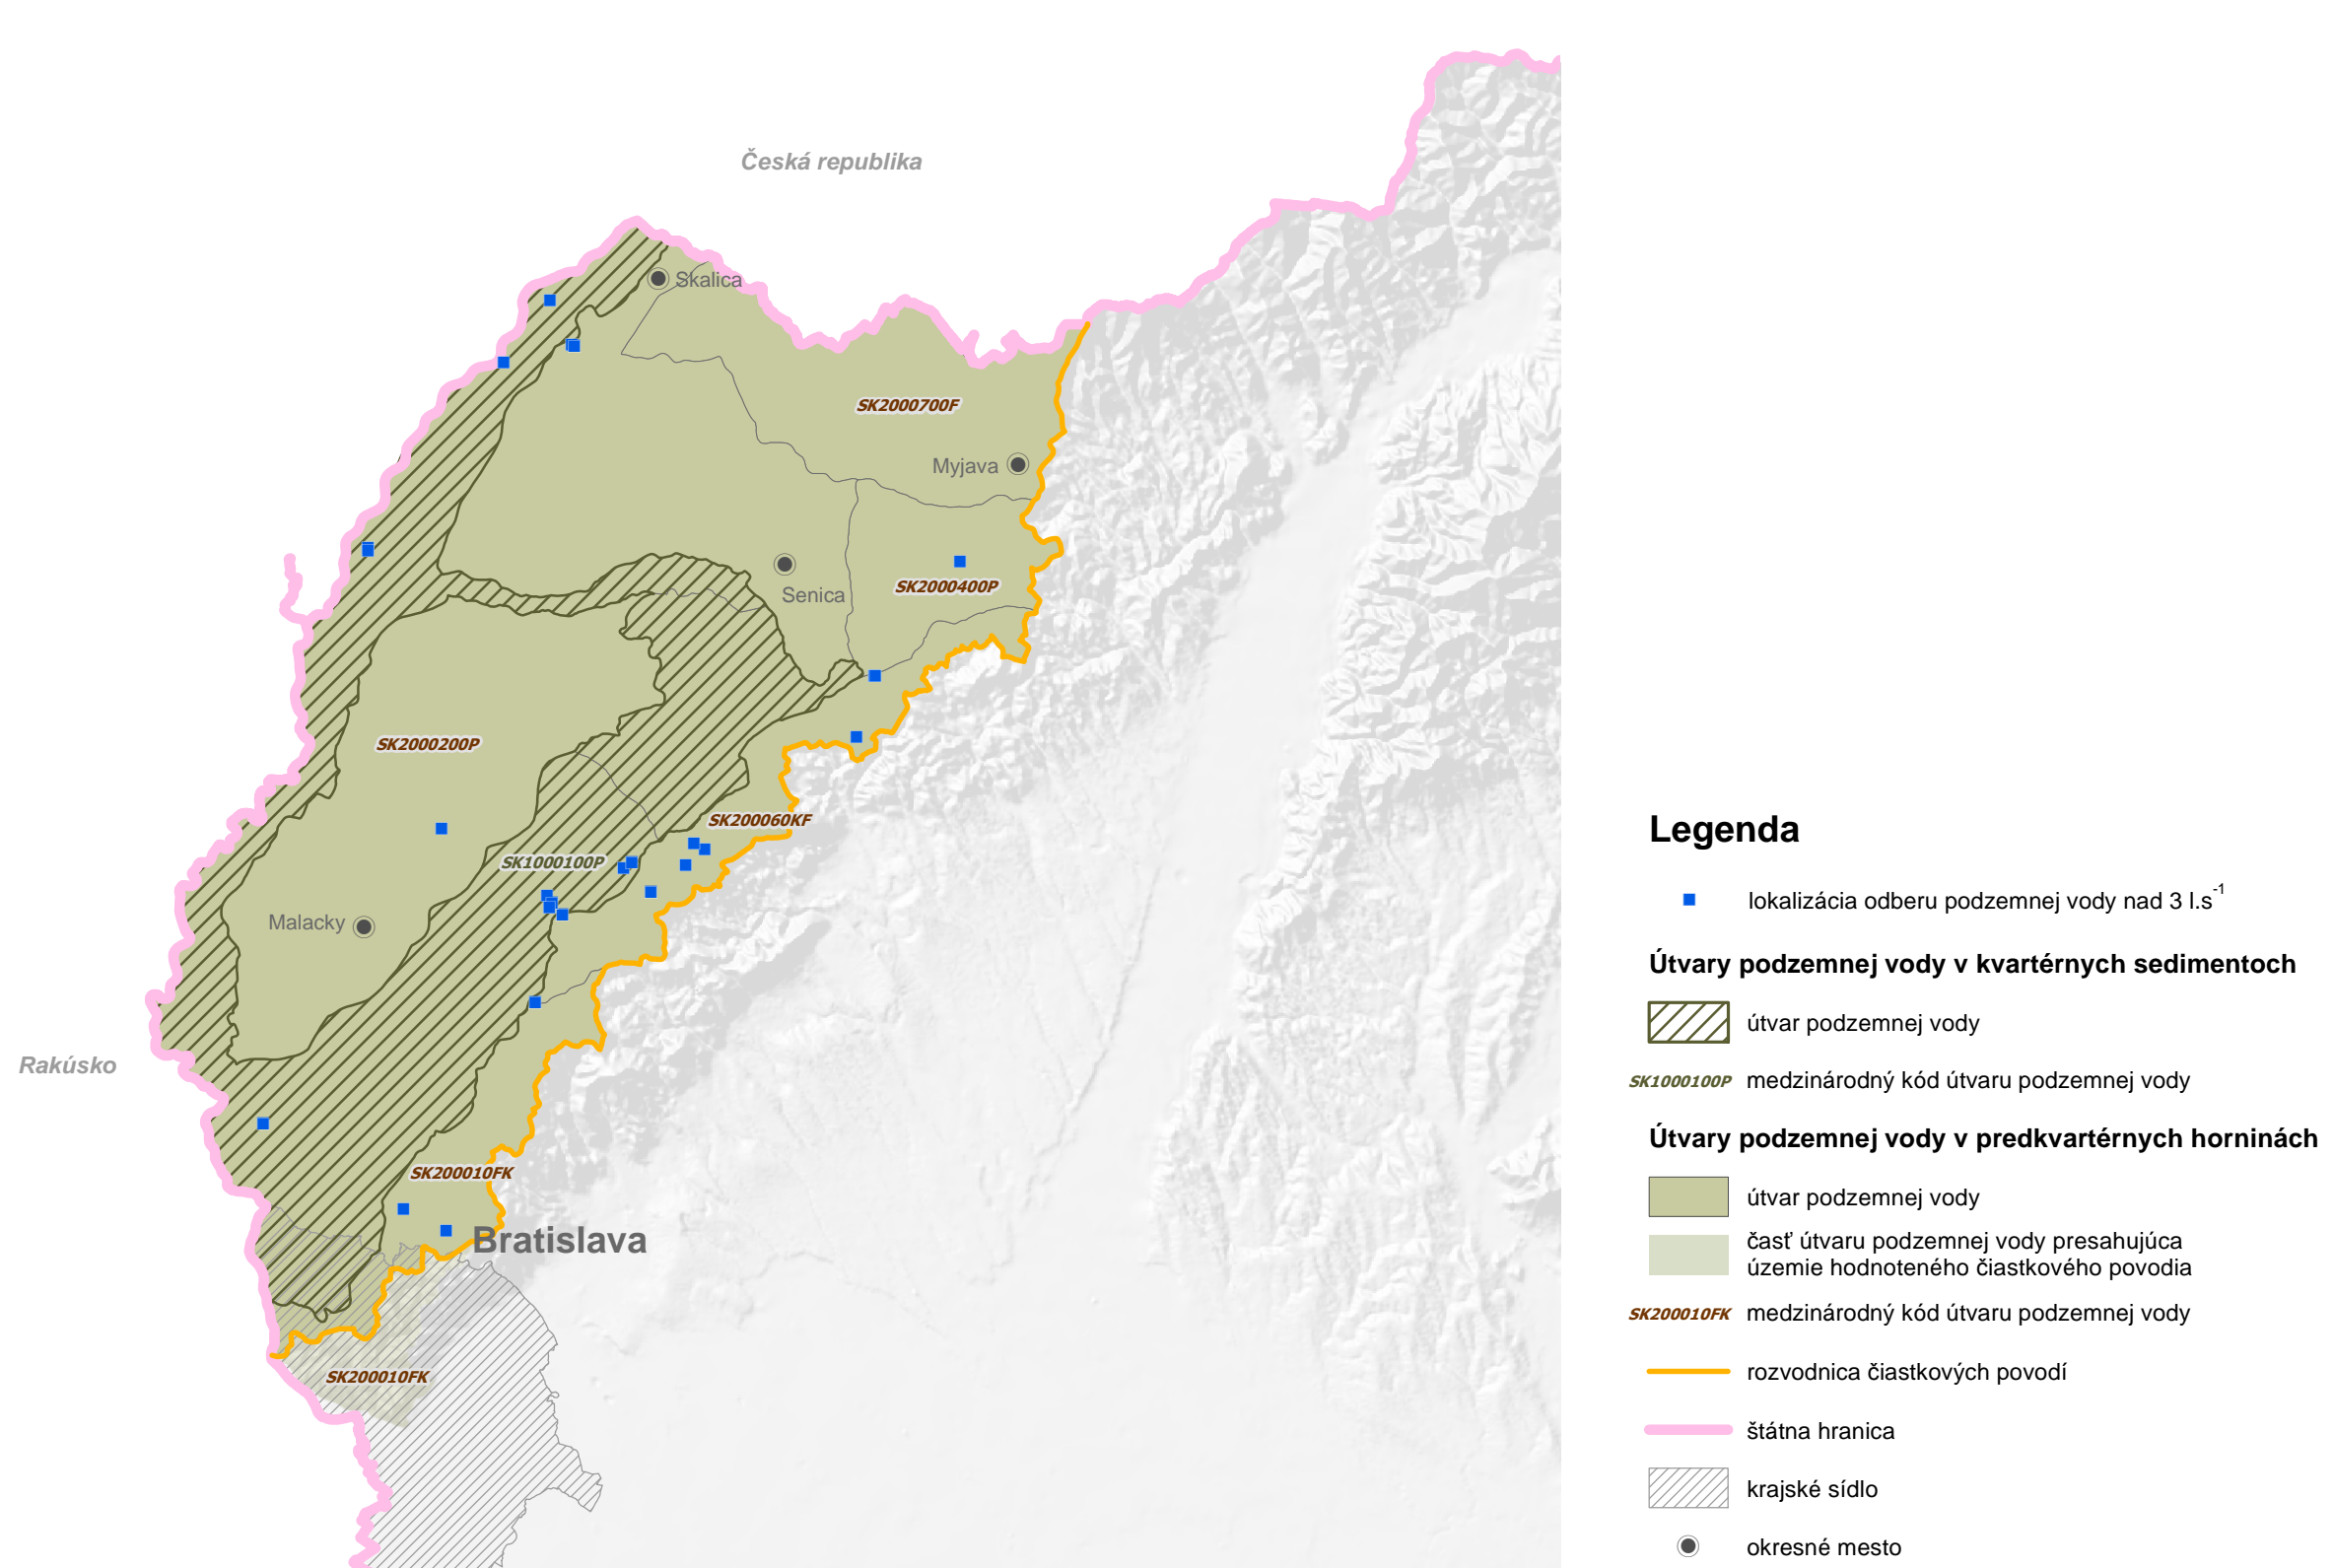 Česká republika
Skalica
SK2000700F
Myjava
Senica
SK2000400P
SK2000200P
SK200060KF
SK1000100P
Malacky
Rakúsko
SK200010FK
Bratislava
SK200010FK
Legenda
lokalizácia odberu podzemnej vody nad 3 l.s-1
Útvary podzemnej vody v kvartérnych sedimentoch
útvar podzemnej vody
SK1000100P medzinárodný kód útvaru podzemnej vody
Útvary podzemnej vody v predkvartérnych horninách
útvar podzemnej vody
časť útvaru podzemnej vody presahujúca
územie hodnoteného čiastkového povodia
SK200010FK medzinárodný kód útvaru podzemnej vody
rozvodnica čiastkových povodí
štátna hranica
krajské sídlo
okresné mesto